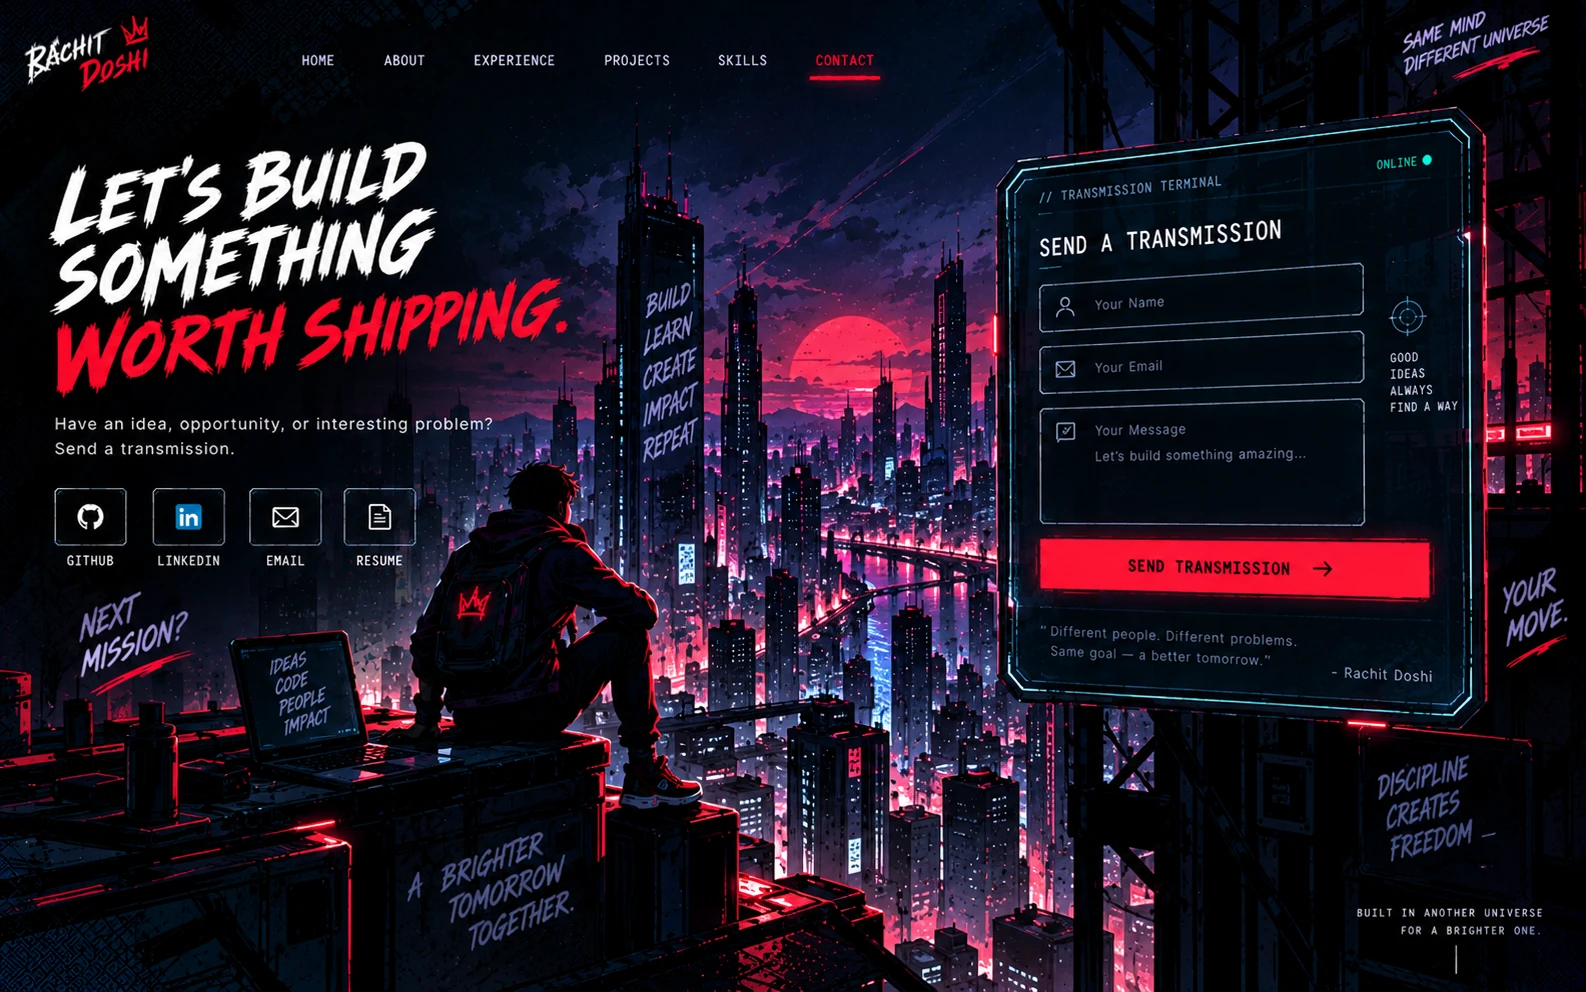 RACHIT
DOSHI
HOME
ABOUT
EXPERIENCE
PROJECTS
SKILLS
CONTACT
SAME MIND
DIFFERENT UNIVERSE
LET'S BUILD
SOMETHING
WORTH SHIPPING.
Have an idea, opportunity, or interesting problem?
Send a transmission.
GITHUB
in
LINKEDIN
EMAIL
RESUME
NEXT
MISSION?
IDEAS
CODE
PEOPLE
IMPACT
A BRIGHTER
TOMORROW
TOGETHER.
BUILD
LEARN
CREATE
IMPACT
REPEAT
// TRANSMISSION TERMINAL
ONLINE
SEND A TRANSMISSION
Your Name
Your Email
Your Message
Let's build something amazing...
GOOD
IDEAS
ALWAYS
FIND A WAY
SEND TRANSMISSION →
"Different people. Different problems.
Same goal — a better tomorrow."
- Rachit Doshi
YOUR
MOVE.
DISCIPLINE
CREATES
FREEDOM —
BUILT IN ANOTHER UNIVERSE
FOR A BRIGHTER ONE.